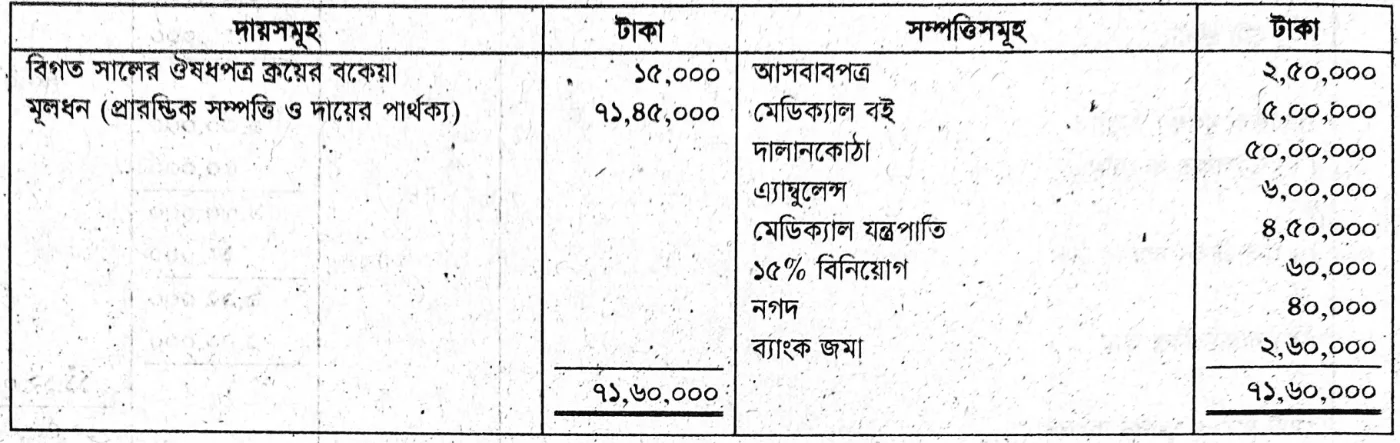 দায়সমূহ টাকা সম্পত্তিসমূহ টাকা
বিগত সালের ঔষধপত্র ক্রয়ের বকেয়া ১৫,০০০ আসবাবপত্র ২,৫০,০০০
মূলধন (প্রারম্ভিক সম্পত্তি ও দায়ের পার্থক্য) ৭১,৪৫,০০০ মেডিক্যাল বই ৫,০০,০০০
দালানকোঠা ৫০,০০,০০০
এ্যাম্বুলেন্স ৬,০০,০০০
মেডিক্যাল যন্ত্রপাতি ৪,৫০,০০০
১৫% বিনিয়োগ ৬০,০০০
নগদ ৪০,০০০
ব্যাংক জমা ২,৬০,০০০
৭১,৬০,০০০ ৭১,৬০,০০০